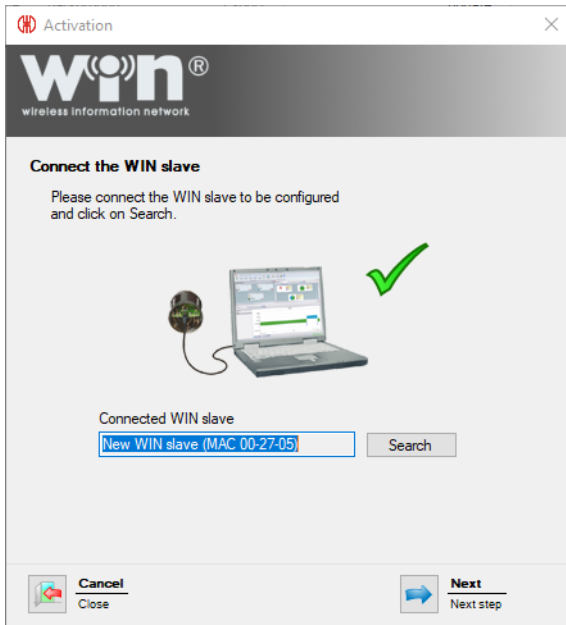 Activation
WIN®
wireless information network
Connect the WIN slave
Please connect the WIN slave to be configured
and click on Search.
Connected WIN slave
New WIN slave (MAC 00-27-05)
Search
Cancel
Close
Next
Next step